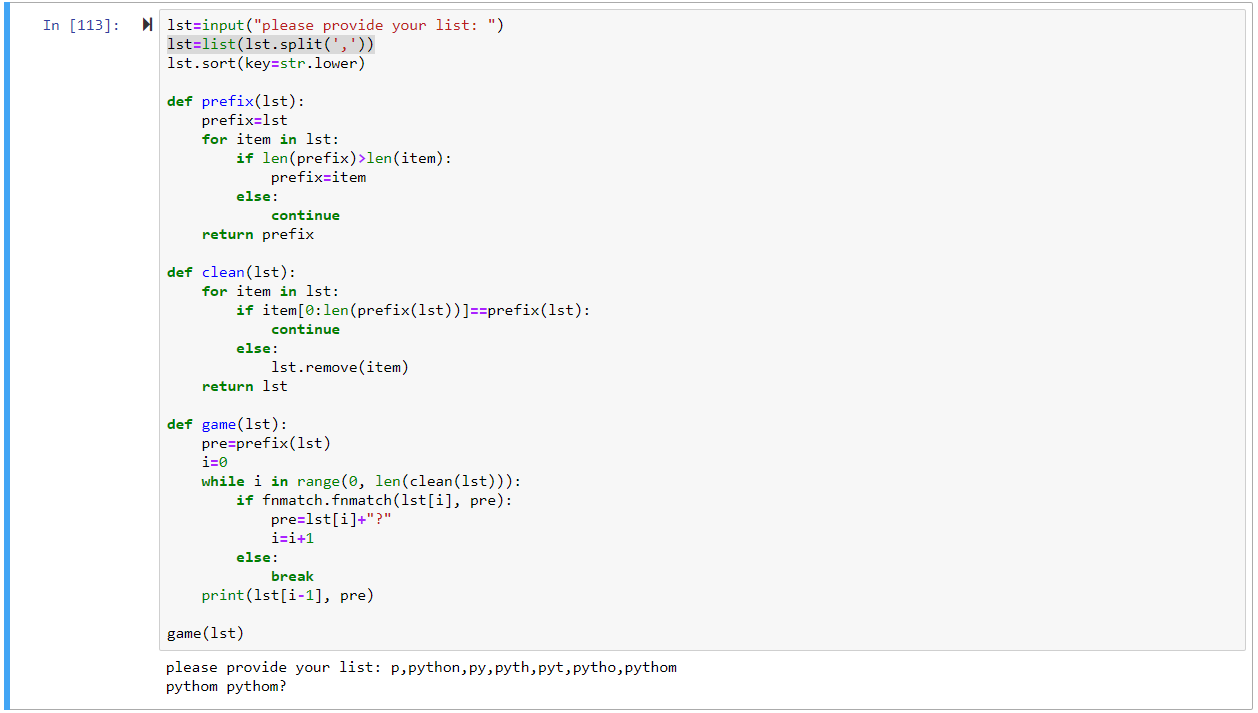 In [113]:
lst=input("please provide your list: ")
lst=list(lst.split(','))
lst.sort(key=str.lower)

def prefix(lst):
    prefix=lst
    for item in lst:
        if len(prefix)>len(item):
            prefix=item
        else:
            continue
    return prefix

def clean(lst):
    for item in lst:
        if item[0:len(prefix(lst))]==prefix(lst):
            continue
        else:
            lst.remove(item)
    return lst

def game(lst):
    pre=prefix(lst)
    i=0
    while i in range(0, len(clean(lst))):
        if fnmatch.fnmatch(lst[i], pre):
            pre=lst[i]+"?"
            i=i+1
        else:
            break
    print(lst[i-1], pre)

game(lst)
please provide your list: p,python,py,pyth,pyt,pytho,pythom
pythom pythom?